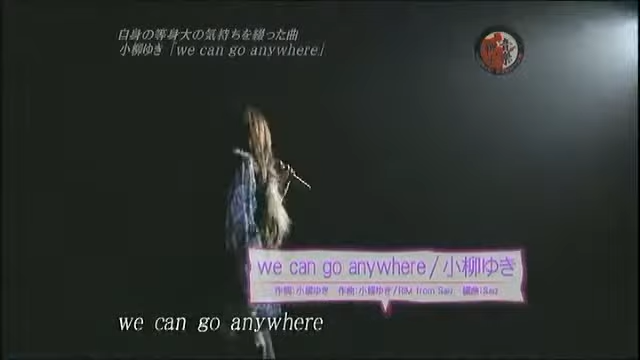 自身の等身大の気持ちを綴った曲
小柳ゆき「we can go anywhere」
we can go anywhere/小柳ゆき
作詞:小柳ゆき 作曲:小柳ゆき/RM from Sau. 編曲:Sau
we can go anywhere